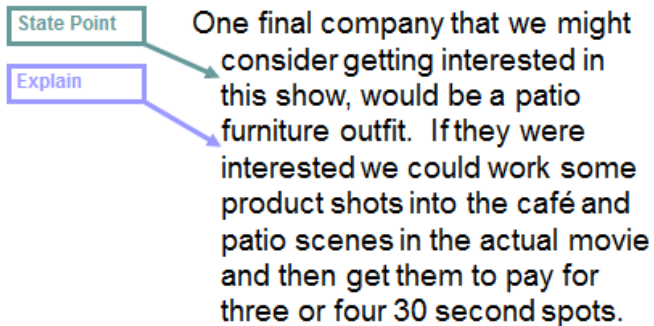 State Point
Explain
One final company that we might
consider getting interested in
this show, would be a patio
furniture outfit. If they were
interested we could work some
product shots into the café and
patio scenes in the actual movie
and then get them to pay for
three or four 30 second spots.